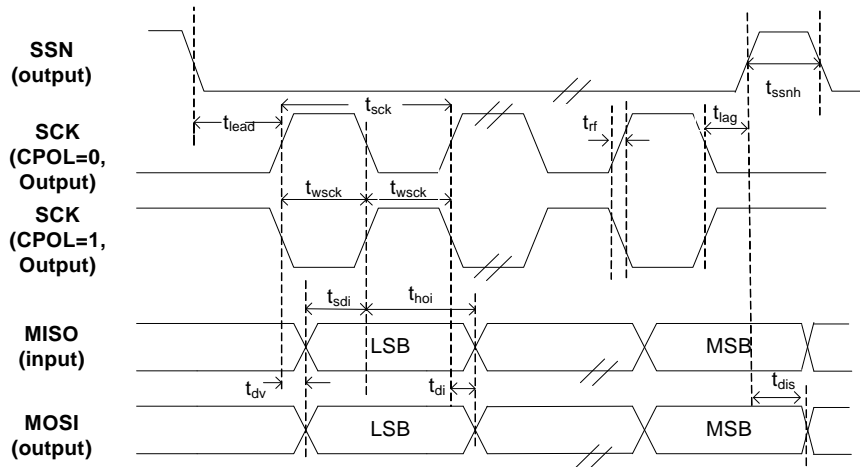 SSN
(output)
t_ssnh
t_sck
t_lead
t_rf
t_lag
SCK
(CPOL=0,
Output)
t_wsck t_wsck
SCK
(CPOL=1,
Output)
t_sdi t_hoi
MISO
(input)
LSB MSB
t_dv t_di t_dis
MOSI
(output)
LSB MSB